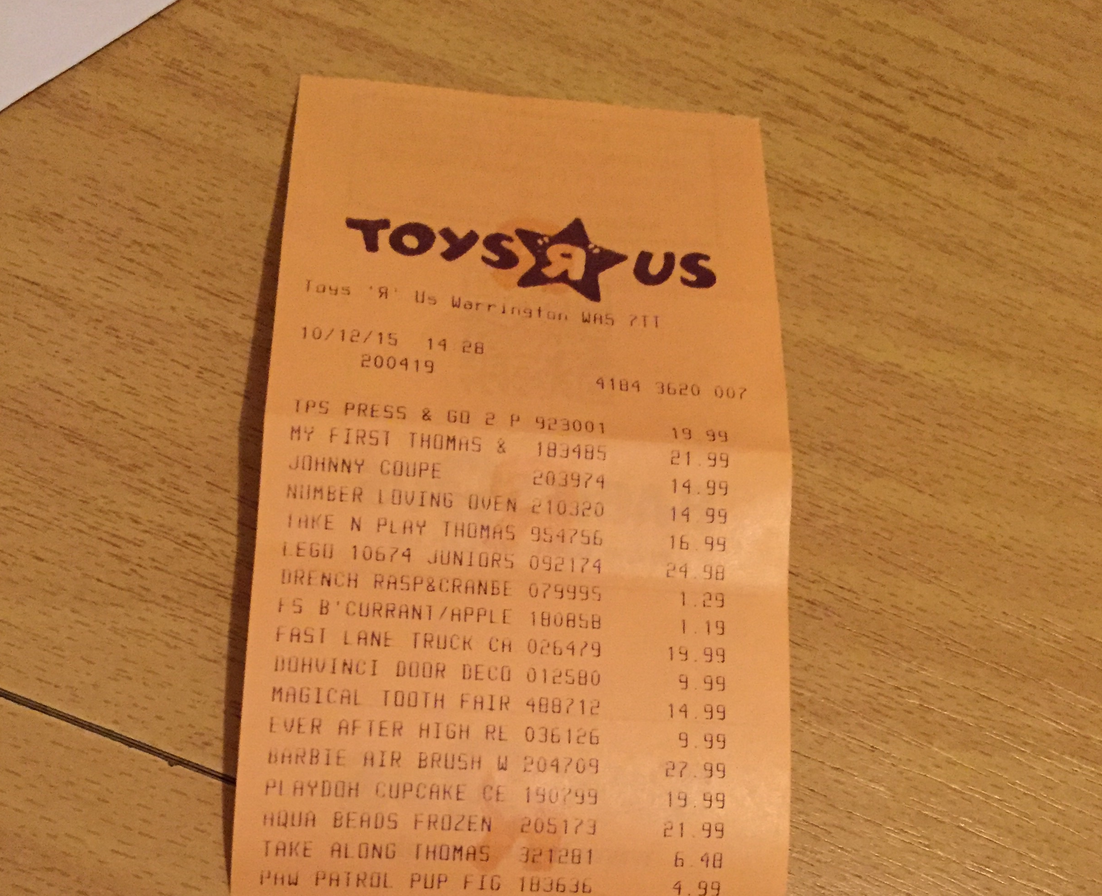 TOYS R US
Toys 'R' Us Warrington WA5 7TT
10/12/15 14 28
200419
4184 3620 007
TPS PRESS & GO 2 P 923001 19.99
MY FIRST THOMAS & 183485 21.99
JOHNNY COUPE 203974 14.99
NUMBER LOVING OVEN 210320 14.99
TAKE N PLAY THOMAS 954756 16.99
LEGO 10674 JUNIORS 092174 24.98
DRENCH RASP&CRANBE 079995 1.29
FS B'CURRANT/APPLE 180858 1.19
FAST LANE TRUCK CA 026479 19.99
DOHVINCI DOOR DECO 012580 9.99
MAGICAL TOOTH FAIR 488712 14.99
EVER AFTER HIGH RE 036126 9.99
BARBIE AIR BRUSH W 204709 27.99
PLAYDOH CUPCAKE CE 190799 19.99
AQUA BEADS FROZEN 205173 21.99
TAKE ALONG THOMAS 321281 6.48
PAW PATROL PUP FIG 183636 4.99